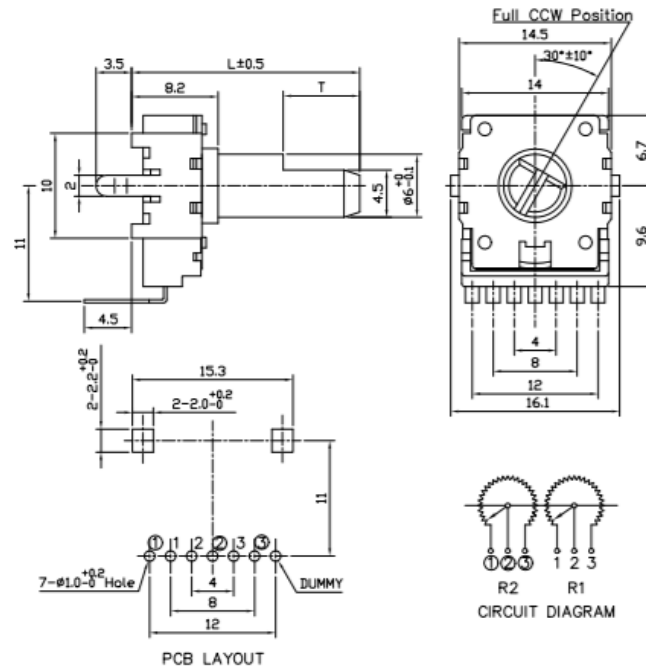 Full CCW Position
14.5
30°±10°
14
6.7
9.6
4
8
12
16.1
3.5
L±0.5
8.2
T
2
10
11
4.5
4.5
ø6+0-0.1
15.3
2-2.0-0+0.2
2-2.2-0+0.2
11
① 1 2 ② 3 ③
7-ø1.0-0+0.2 Hole
DUMMY
4
8
12
PCB LAYOUT
① ② ③ 1 2 3
R2 R1
CIRCUIT DIAGRAM